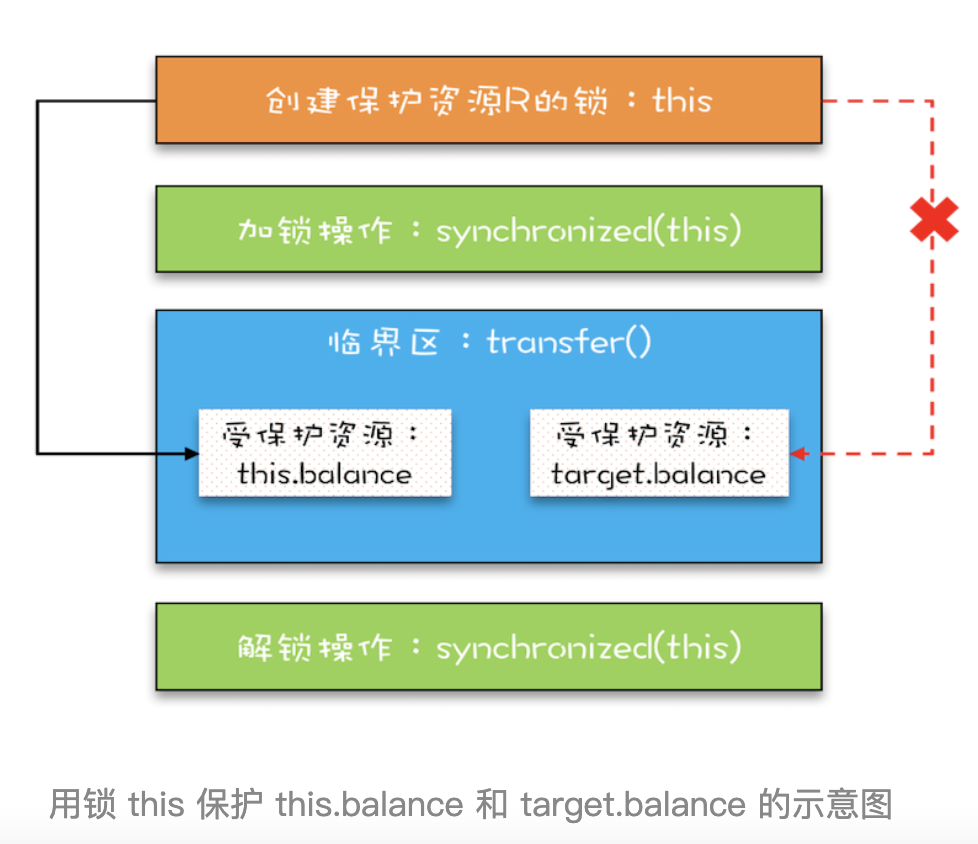 创建保护资源R的锁：this
加锁操作：synchronized(this)
临界区：transfer()
受保护资源：
this.balance
受保护资源：
target.balance
解锁操作：synchronized(this)
用锁 this 保护 this.balance 和 target.balance 的示意图